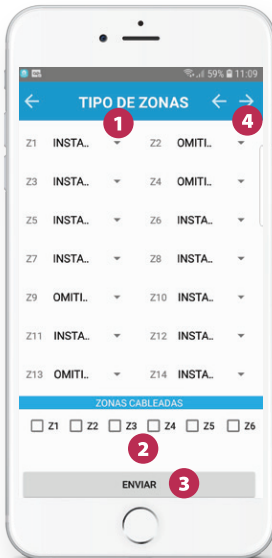 59% 11:09
TIPO DE ZONAS
1 4
Z1 INSTA.. Z2 OMITI..
Z3 INSTA.. Z4 OMITI..
Z5 INSTA.. Z6 INSTA..
Z7 INSTA.. Z8 INSTA..
Z9 OMITI.. Z10 INSTA..
Z11 INSTA.. Z12 INSTA..
Z13 OMITI.. Z14 INSTA..
ZONAS CABLEADAS
Z1 Z2 Z3 Z4 Z5 Z6
2
ENVIAR 3